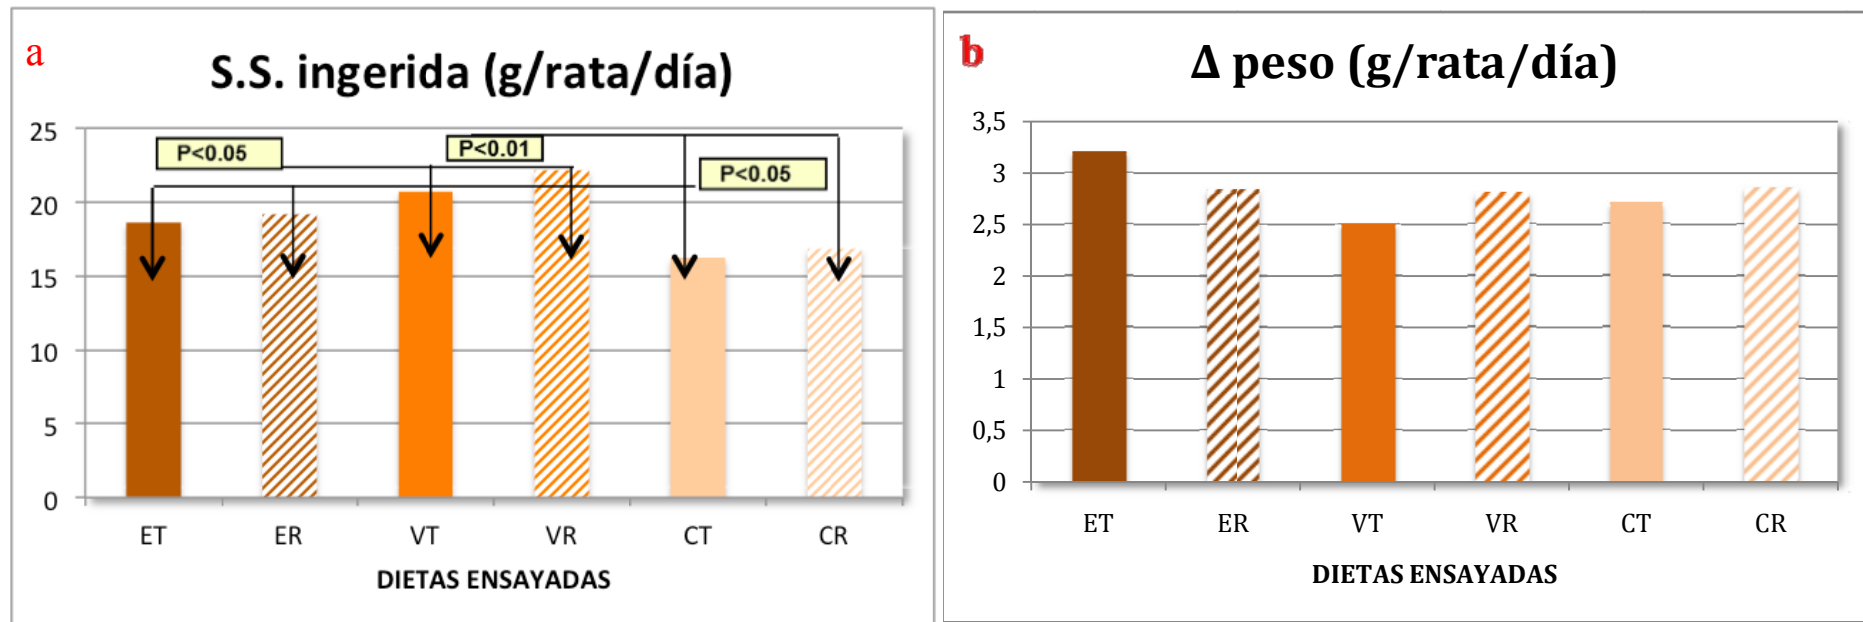 a
S.S. ingerida (g/rata/día)
25
20
15
10
5
0
P<0.05
P<0.01
P<0.05
ET ER VT VR CT CR
DIETAS ENSAYADAS
b
Δ peso (g/rata/día)
3,5
3
2,5
2
1,5
1
0,5
0
ET ER VT VR CT CR
DIETAS ENSAYADAS